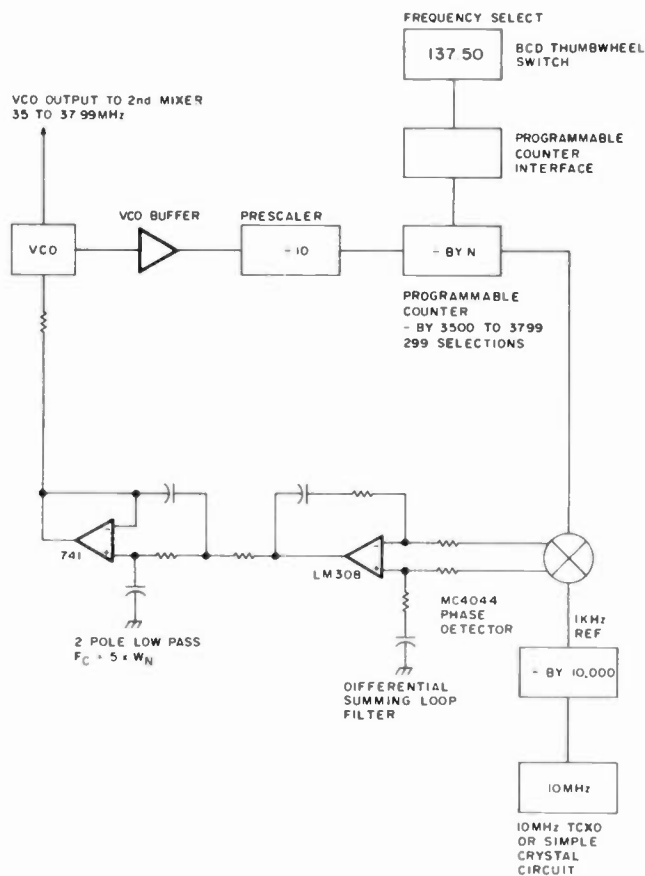 FREQUENCY SELECT
137.50
BCD THUMBWHEEL
SWITCH
VCO OUTPUT TO 2nd MIXER
35 TO 37.99MHz
PROGRAMMABLE
COUNTER
INTERFACE
VCO BUFFER
PRESCALER
VCO
-10
- BY N
PROGRAMMABLE
COUNTER
- BY 3500 TO 3799
299 SELECTIONS
-
+
741
-
+
LM308
MC4044
PHASE
DETECTOR
1KHz
REF
2 POLE LOW PASS
FC = 5 x WN
- BY 10,000
DIFFERENTIAL
SUMMING LOOP
FILTER
10MHz
10MHz TCXO
OR SIMPLE
CRYSTAL
CIRCUIT